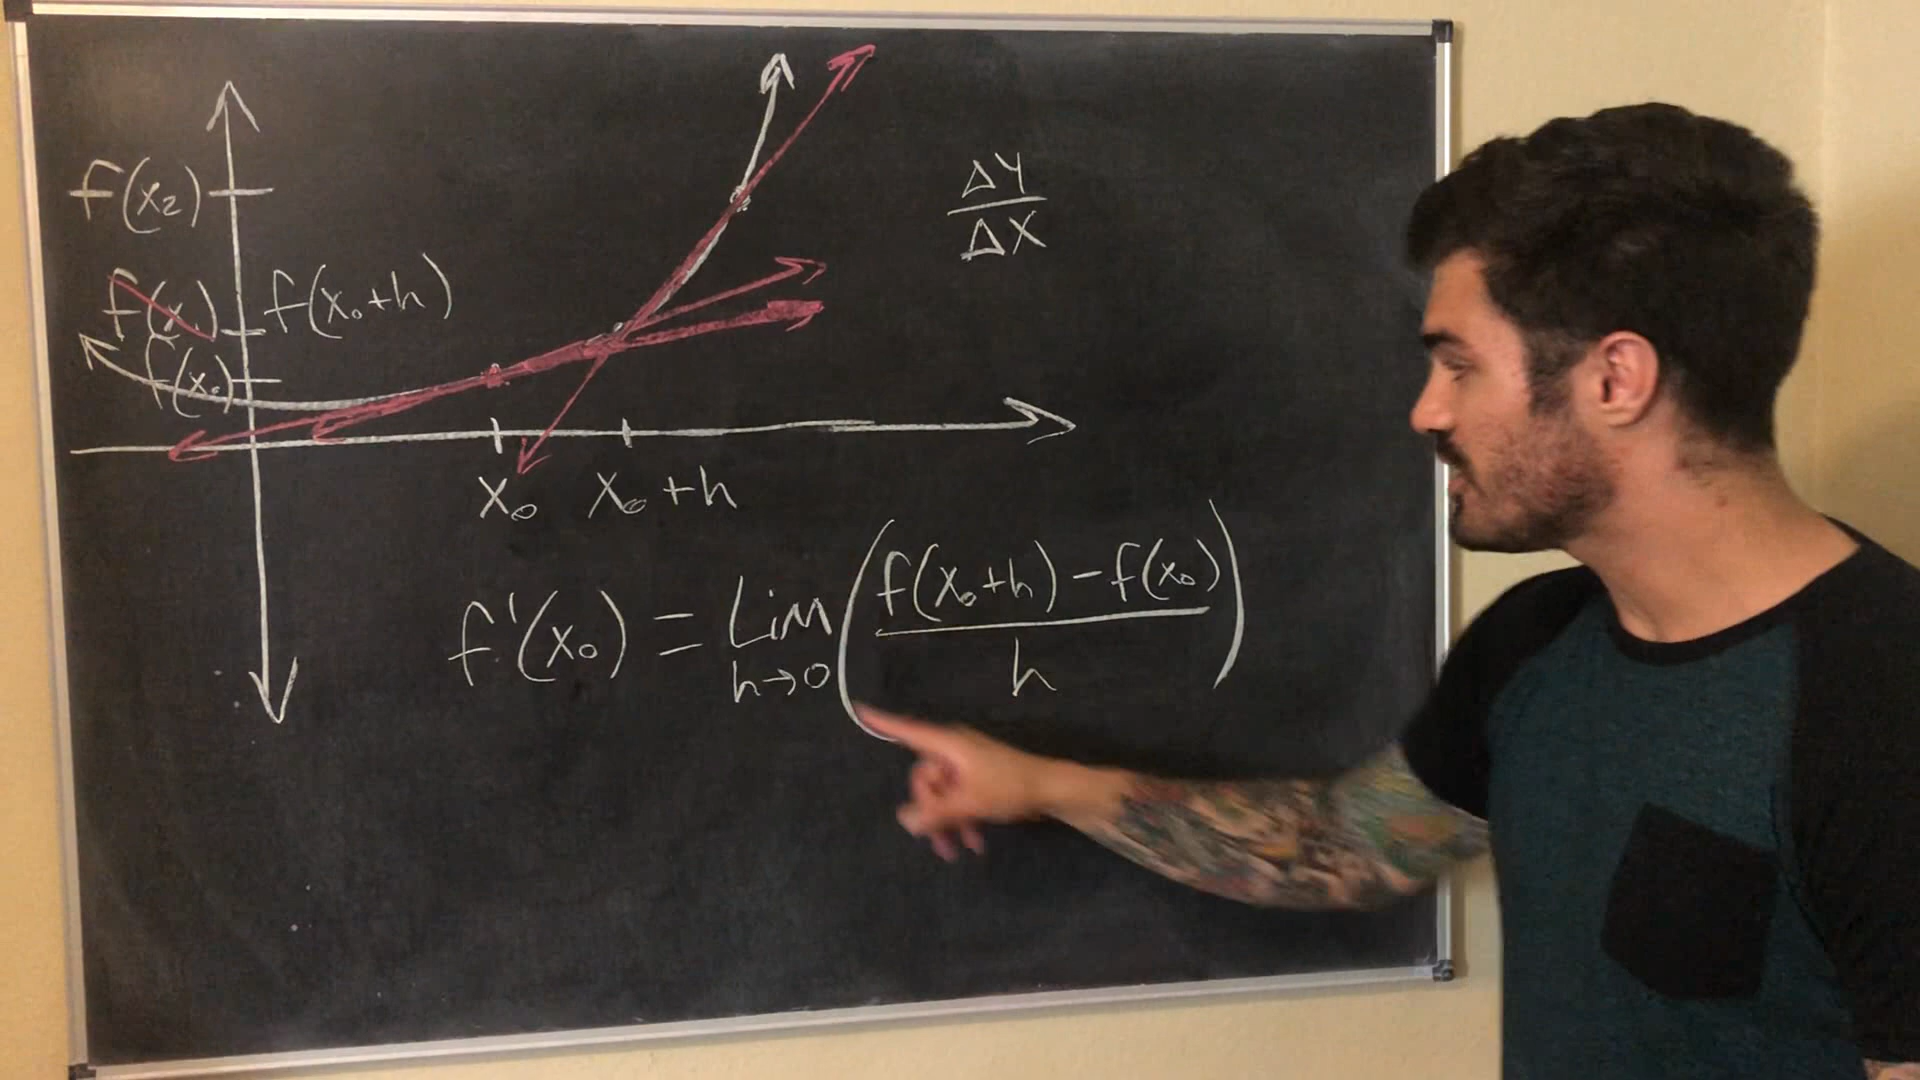 f(x₂)
ΔY
ΔX
f(x₁) f(x₀+h)
f(x₀)
x₀ x₀+h
f'(x₀) = Lim h→0 (f(x₀+h) - f(x₀) / h)